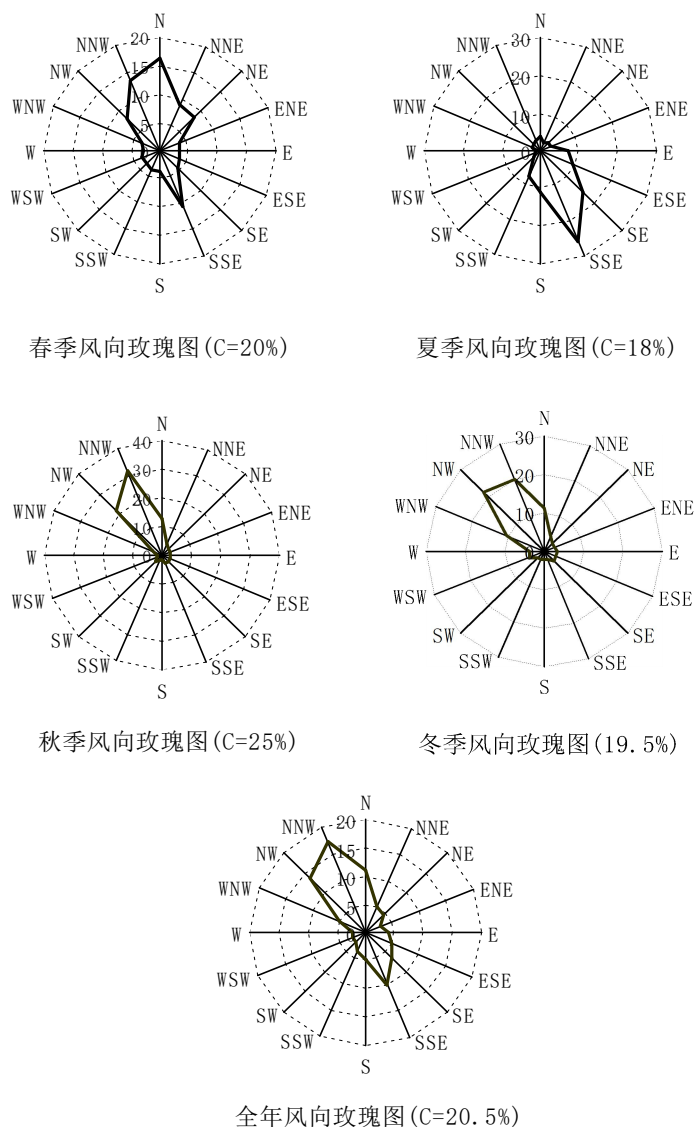 N
NNE
NE
ENE
E
ESE
SE
SSE
S
SSW
SW
WSW
W
WNW
NW
NNW
20
15
10
5
0
春季风向玫瑰图(C=20%)
N
NNE
NE
ENE
E
ESE
SE
SSE
S
SSW
SW
WSW
W
WNW
NW
NNW
30
20
10
0
夏季风向玫瑰图(C=18%)
N
NNE
NE
ENE
E
ESE
SE
SSE
S
SSW
SW
WSW
W
WNW
NW
NNW
40
30
20
10
0
秋季风向玫瑰图(C=25%)
N
NNE
NE
ENE
E
ESE
SE
SSE
S
SSW
SW
WSW
W
WNW
NW
NNW
30
20
10
0
冬季风向玫瑰图(19.5%)
N
NNE
NE
ENE
E
ESE
SE
SSE
S
SSW
SW
WSW
W
WNW
NW
NNW
20
15
10
5
0
全年风向玫瑰图(C=20.5%)